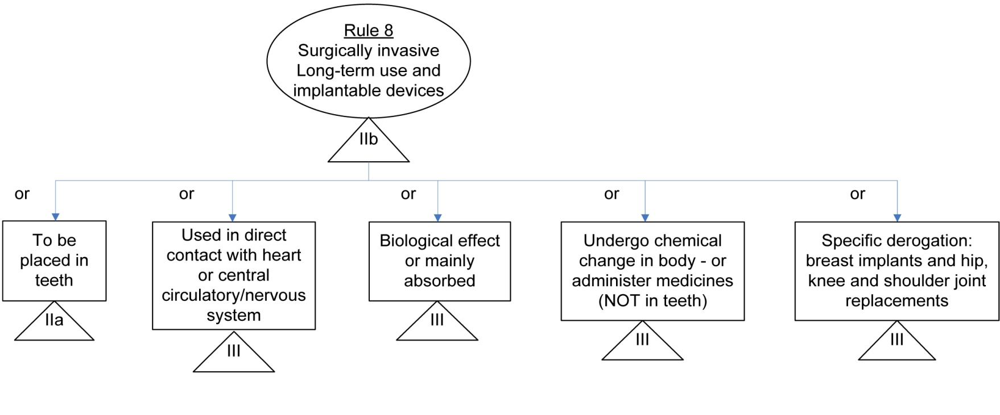 Rule 8
Surgically invasive
Long-term use and
implantable devices
IIb
or
or
or
or
or
To be
placed in
teeth
IIa
Used in direct
contact with heart
or central
circulatory/nervous
system
III
Biological effect
or mainly
absorbed
III
Undergo chemical
change in body - or
administer medicines
(NOT in teeth)
III
Specific derogation:
breast implants and hip,
knee and shoulder joint
replacements
III